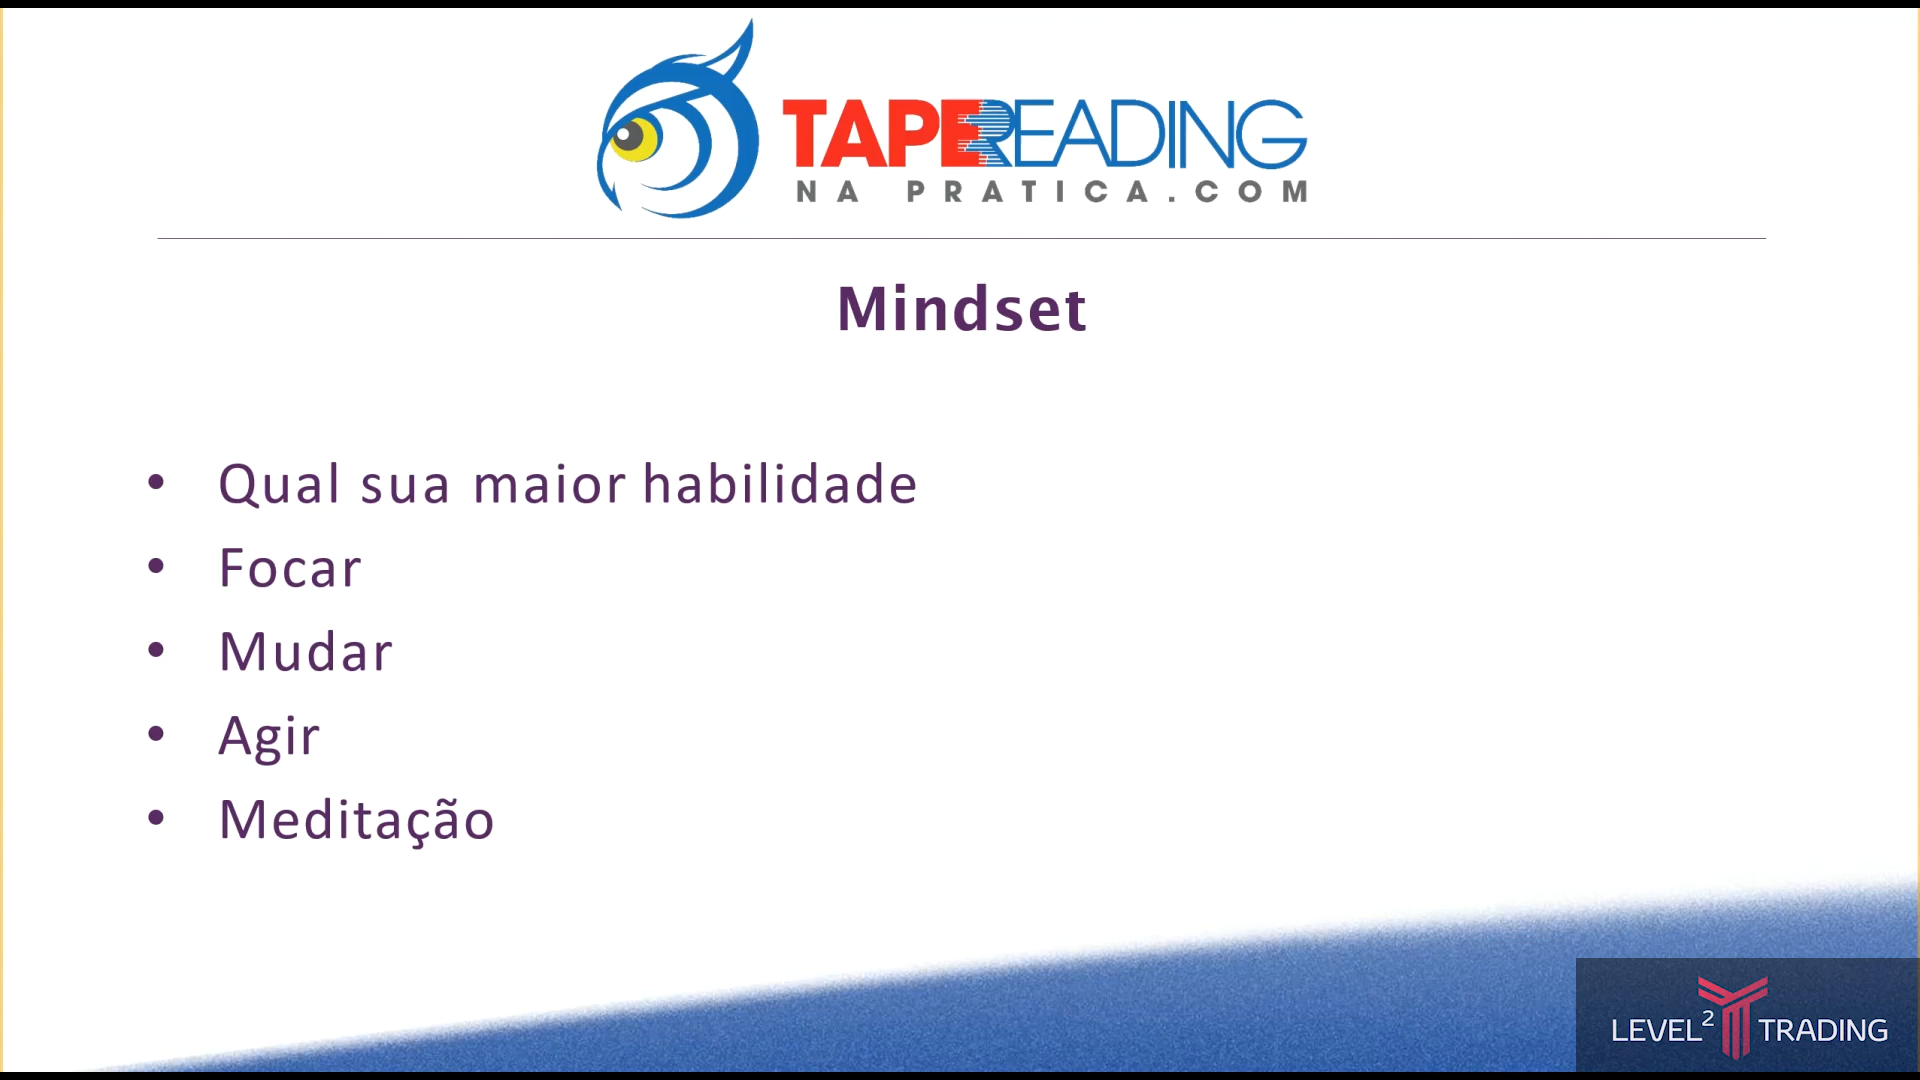 TAPEREADING
NA PRATICA.COM
Mindset
• Qual sua maior habilidade
• Focar
• Mudar
• Agir
• Meditação
LEVEL² TRADING